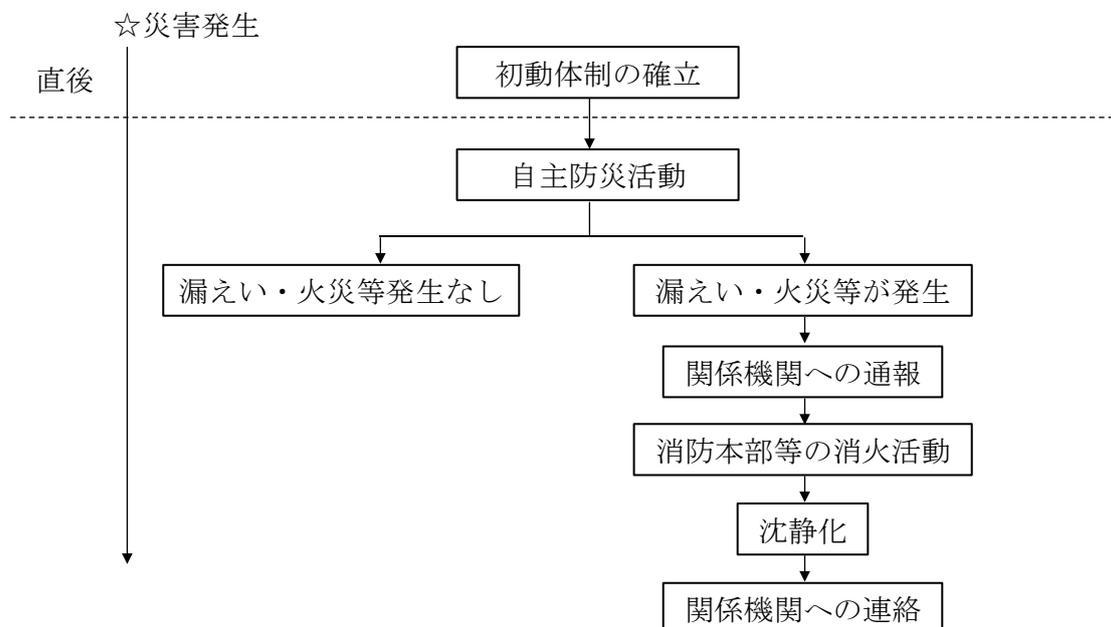 ☆災害発生
直後
初動体制の確立
自主防災活動
漏えい・火災等発生なし
漏えい・火災等が発生
関係機関への通報
消防本部等の消火活動
沈静化
関係機関への連絡